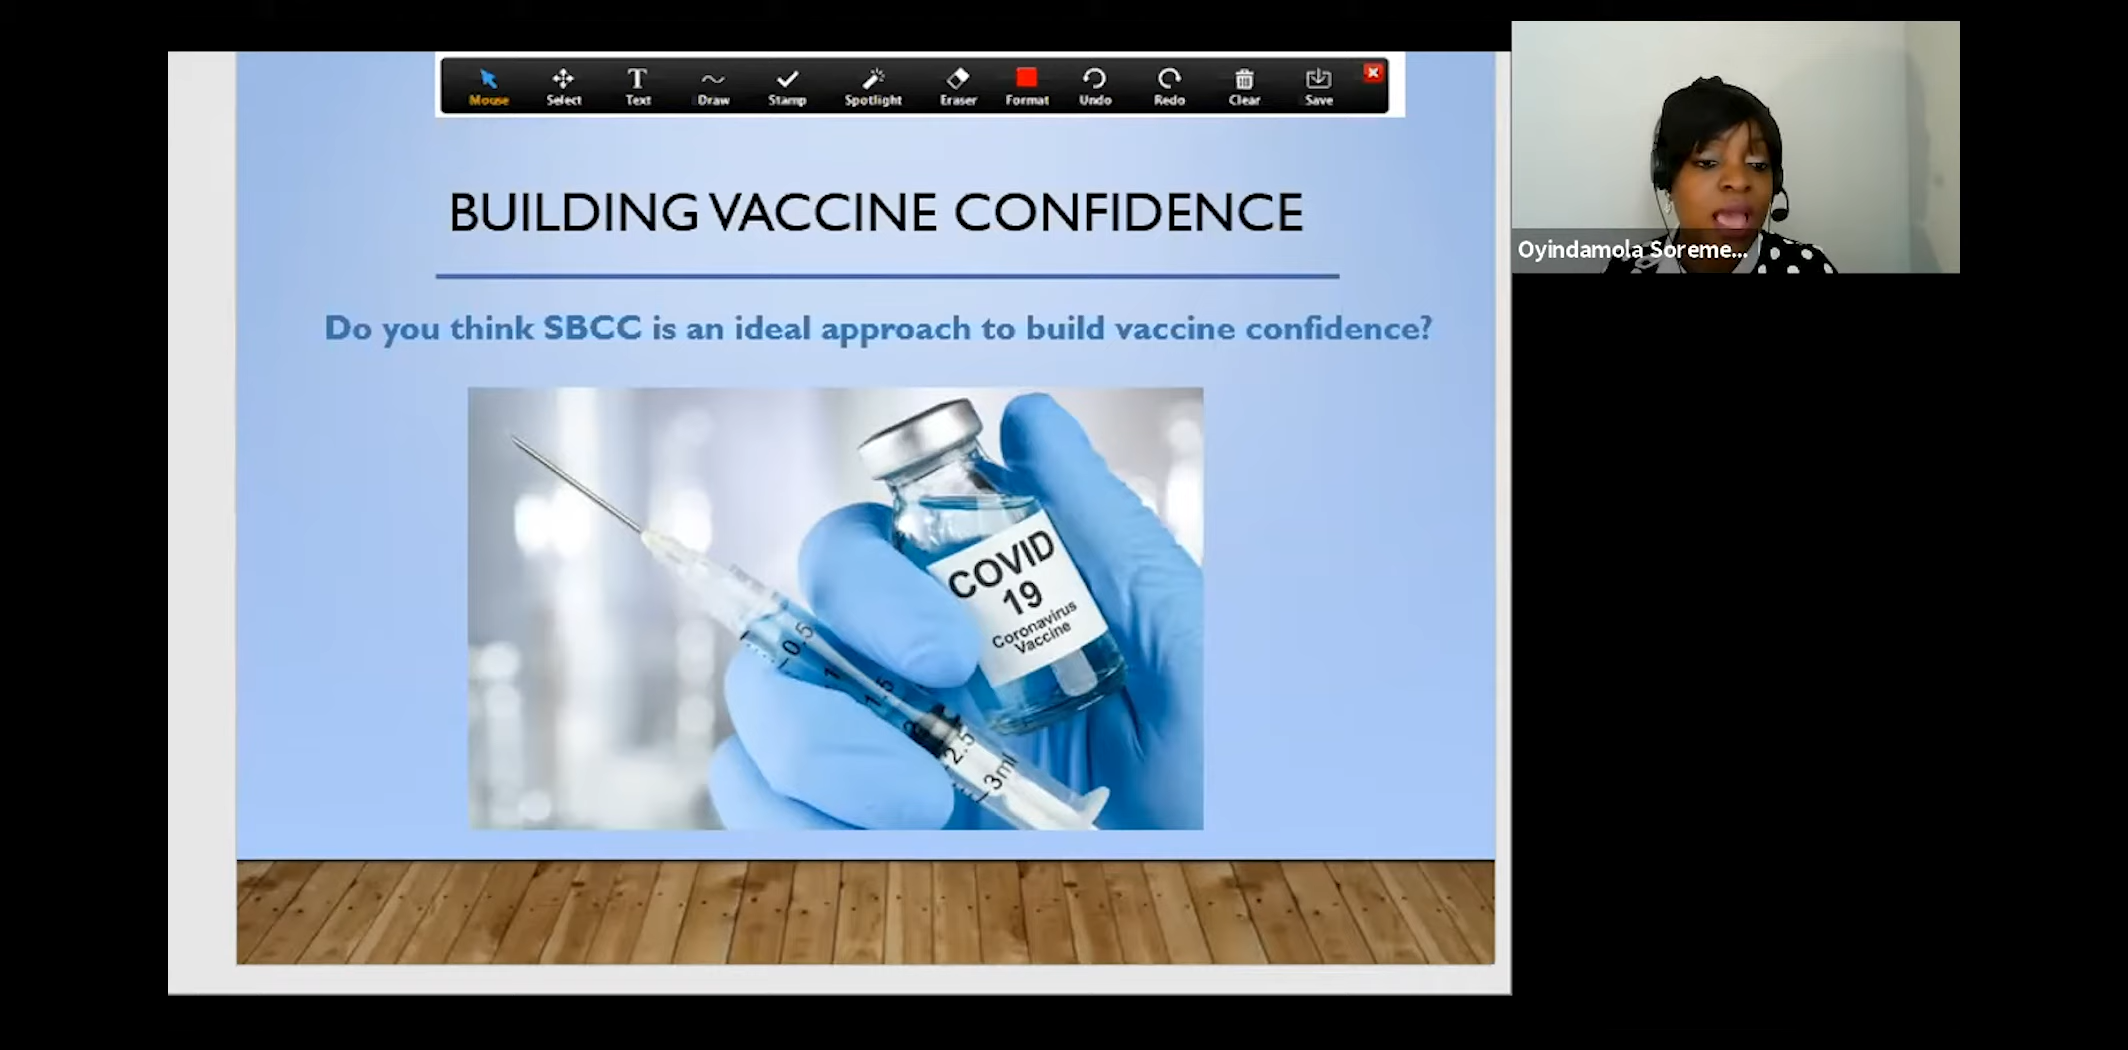 Mouse Select Text Draw Stamp Spotlight Eraser Format Undo Redo Clear Save
BUILDING VACCINE CONFIDENCE
Do you think SBCC is an ideal approach to build vaccine confidence?
COVID
19
Coronavirus
Vaccine
0.5
1
1.5
2.5
3ml
Oyindamola Soreme...